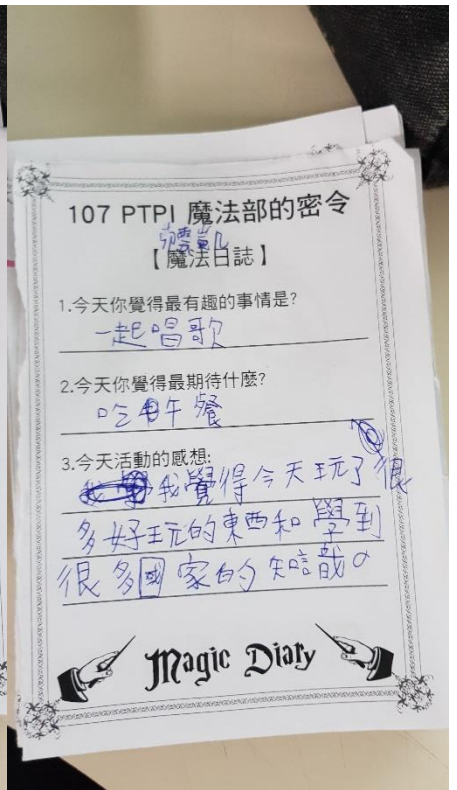 107 PTPI 魔法部的密令
【魔法日誌】
1.今天你覺得最有趣的事情是?
一起唱歌
2.今天你覺得最期待什麼?
吃午餐
3.今天活動的感想:
我覺得今天玩了很
多好玩的東西和學到
很多國家的知識。
Magic Diary